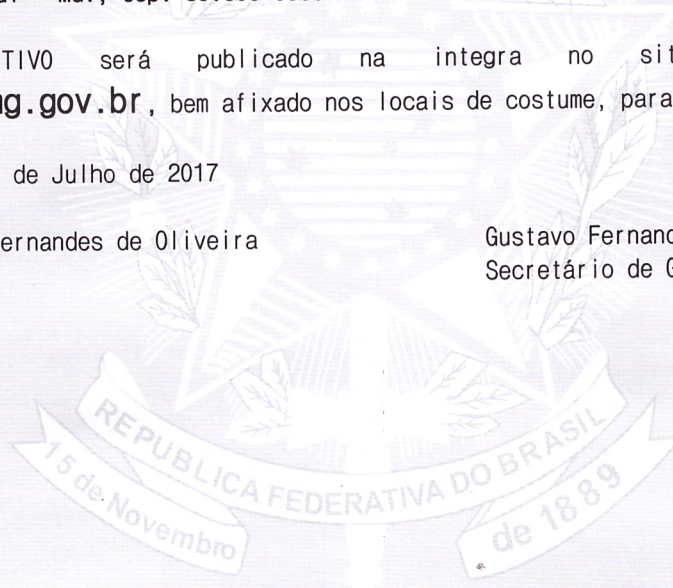 TIVO será publicado na integra no sit
g.gov.br, bem afixado nos locais de costume, para
de Julho de 2017
ernandes de Oliveira Gustavo Fernand
Secretário de G
REPUBLICA FEDERATIVA DO BRASIL
15 de Novembro de 1889